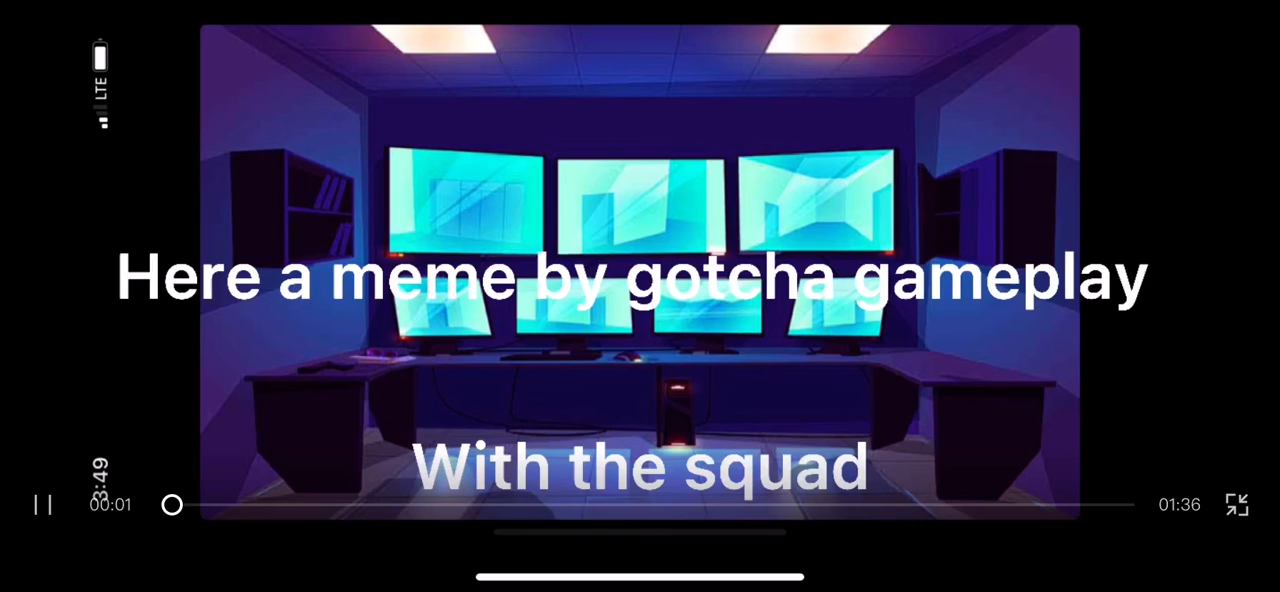 LTE
Here a meme by gotcha gameplay
With the squad
3:49
00:01
01:36